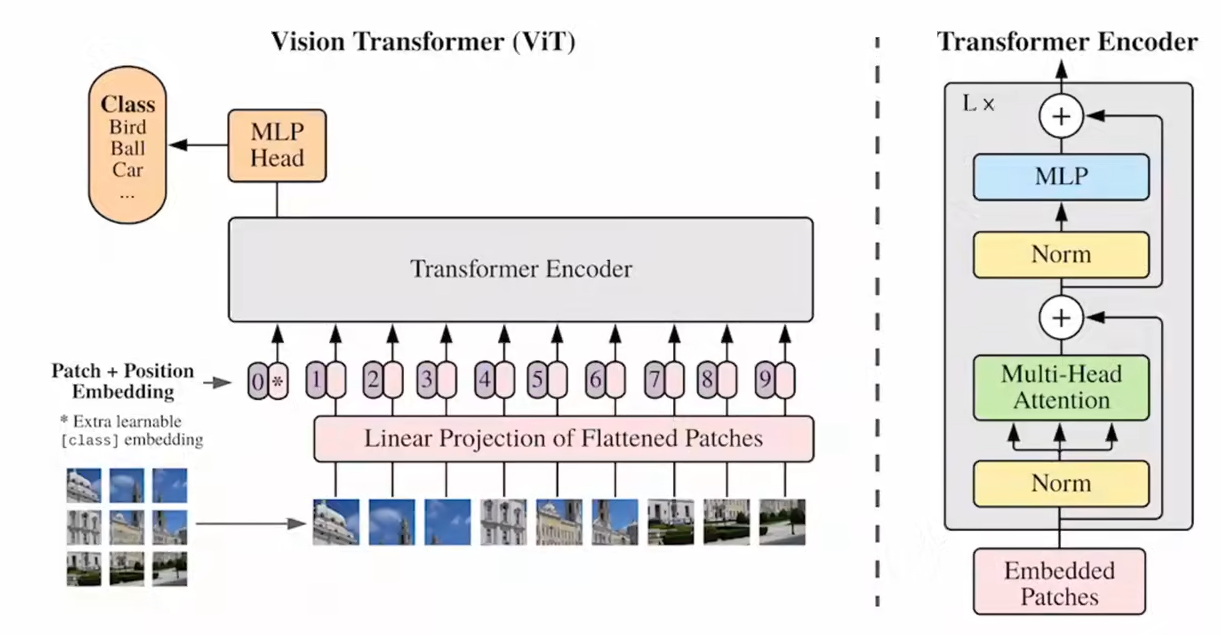 Vision Transformer (ViT)
Class
Bird
Ball
Car
...
MLP
Head
Transformer Encoder
0 * 1 2 3 4 5 6 7 8 9
Patch + Position
Embedding
* Extra learnable
[class] embedding
Linear Projection of Flattened Patches
Transformer Encoder
L ×
+
MLP
Norm
+
Multi-Head
Attention
Norm
Embedded
Patches